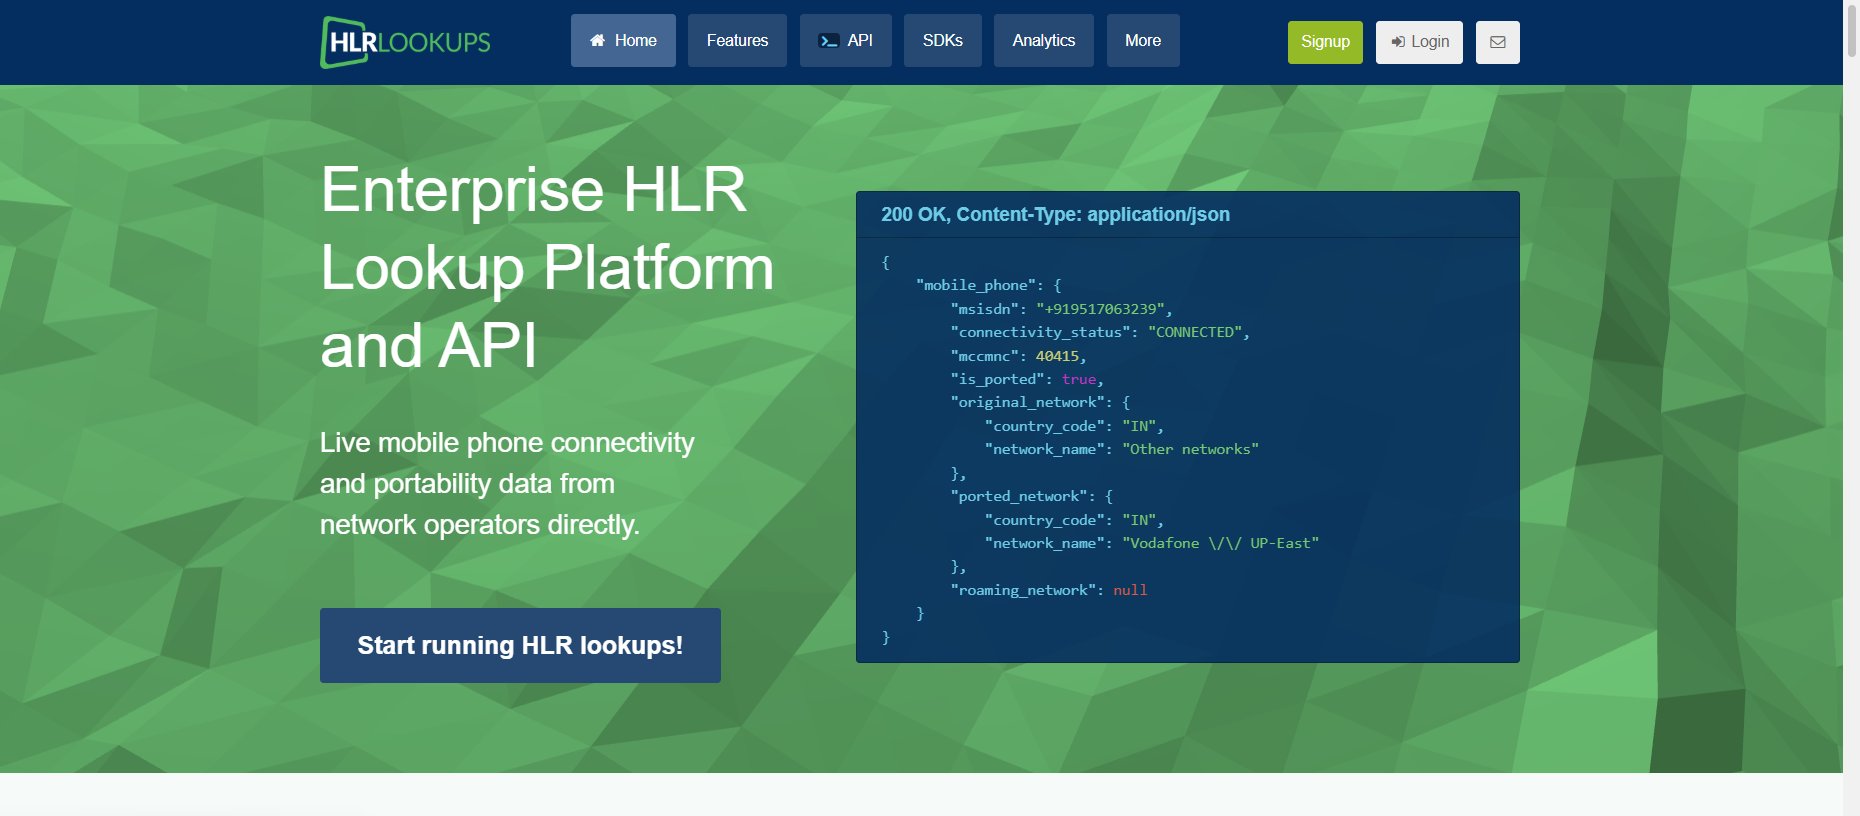 HLRLOOKUPS
Home
Features
API
SDKs
Analytics
More
Signup
Login
Enterprise HLR
Lookup Platform
and API
Live mobile phone connectivity
and portability data from
network operators directly.
Start running HLR lookups!
200 OK, Content-Type: application/json
{
"mobile_phone": {
"msisdn": "+919517063239",
"connectivity_status": "CONNECTED",
"mccmnc": 40415,
"is_ported": true,
"original_network": {
"country_code": "IN",
"network_name": "Other networks"
},
"ported_network": {
"country_code": "IN",
"network_name": "Vodafone \/\/ UP-East"
},
"roaming_network": null
}
}